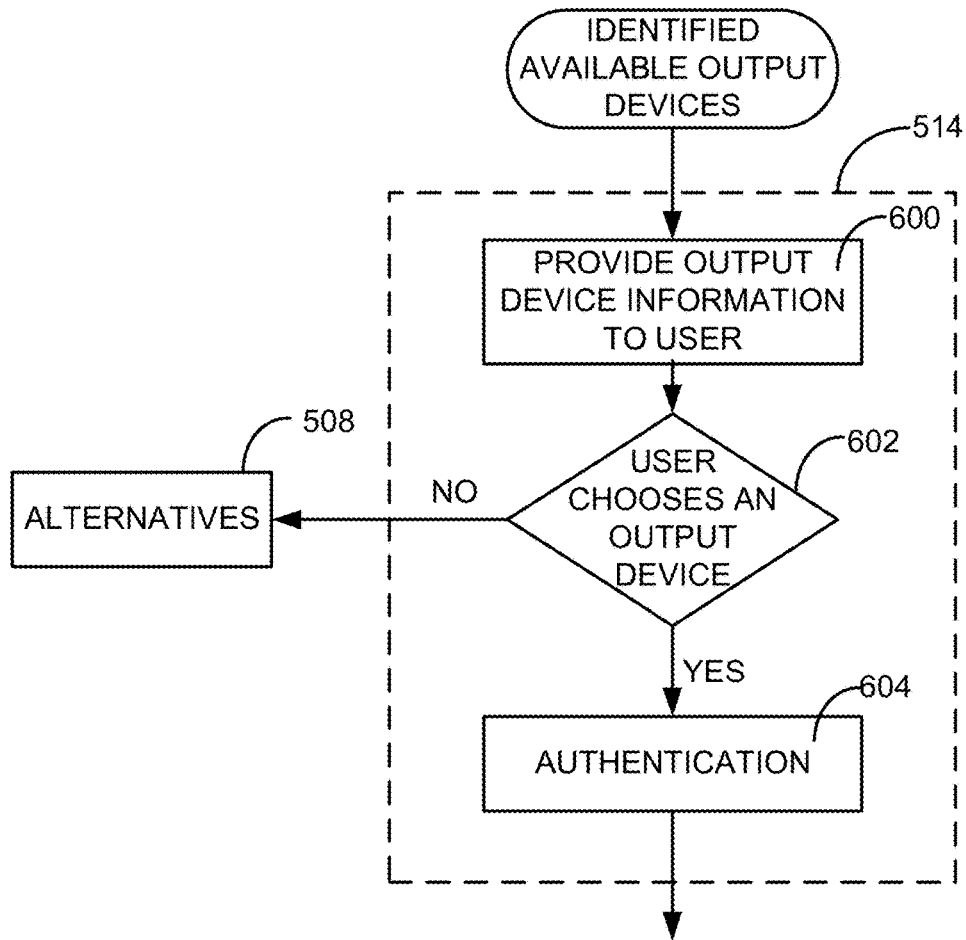 IDENTIFIED
AVAILABLE OUTPUT
DEVICES
514
600
PROVIDE OUTPUT
DEVICE INFORMATION
TO USER
508
602
USER
CHOOSES AN
OUTPUT
DEVICE
NO
ALTERNATIVES
YES
604
AUTHENTICATION